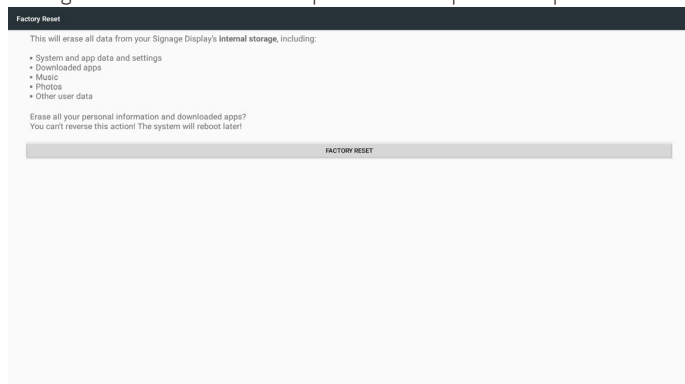 Factory Reset
This will erase all data from your Signage Display's internal storage, including:
▪ System and app data and settings
▪ Downloaded apps
▪ Music
▪ Photos
▪ Other user data
Erase all your personal information and downloaded apps?
You can't reverse this action! The system will reboot later!
FACTORY RESET